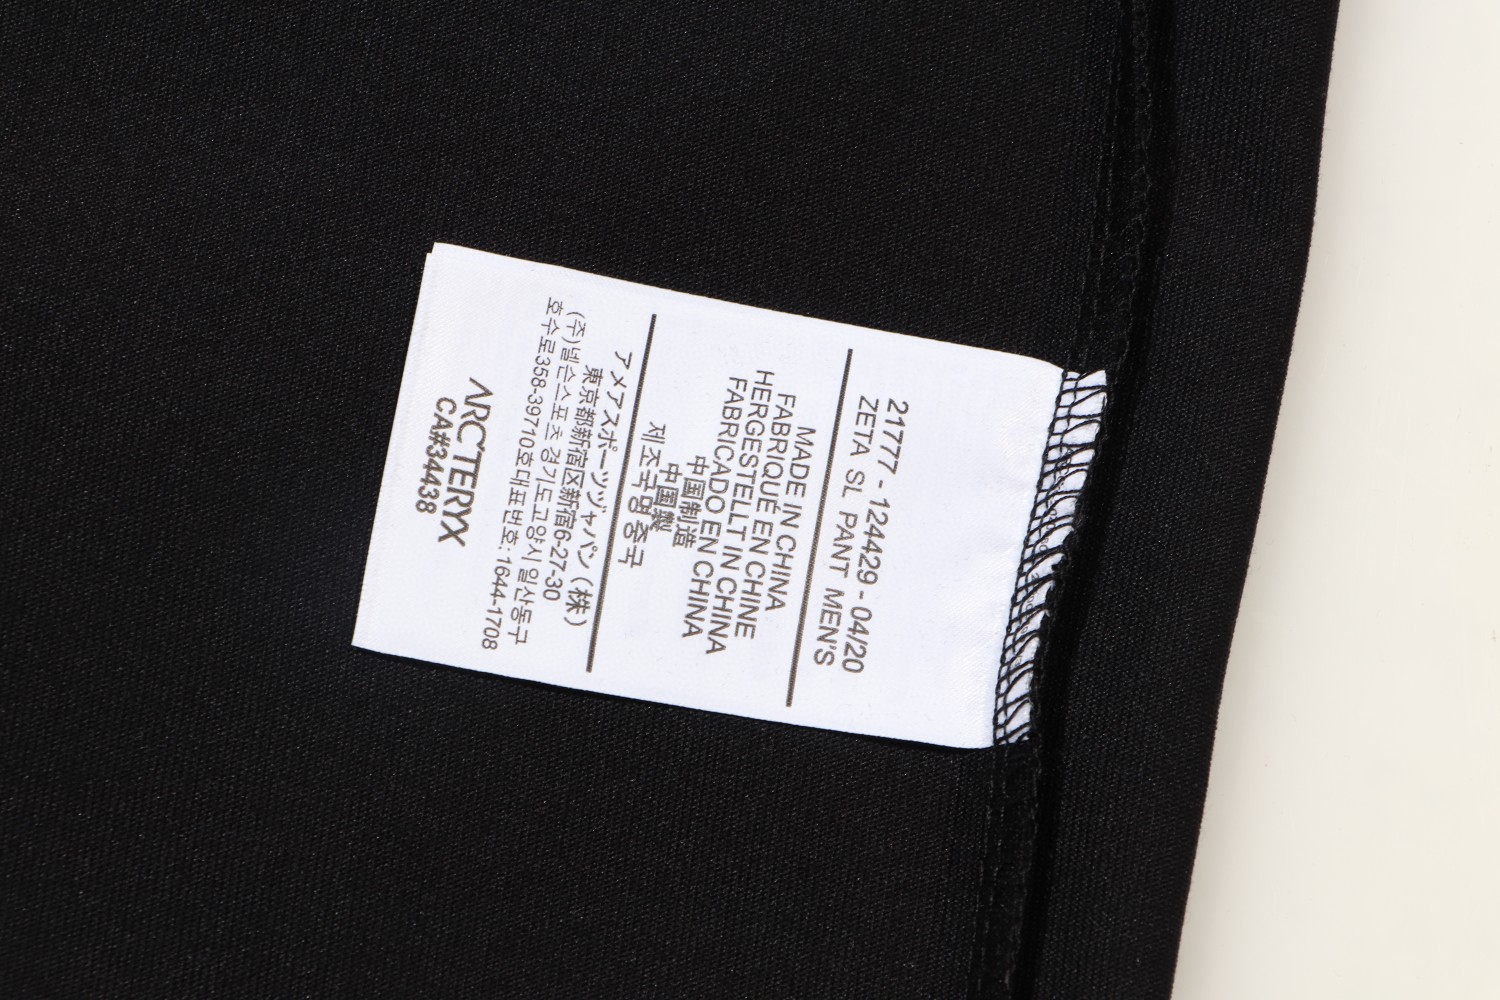 21777 - 124429 - 04/20
ZETA SL PANT MEN'S
MADE IN CHINA
FABRIQUÉ EN CHINE
HERGESTELLT IN CHINA
FABRICADO EN CHINA
中国制造
中国製
제조국명 중국
アメアスポーツジャパン（株）
東京都新宿区新宿6-27-30
(주)넬슨스포츠 경기도고양시 일산동구
호수로358-39710호대표번호: 1644-1708
ARC'TERYX
CA#34438